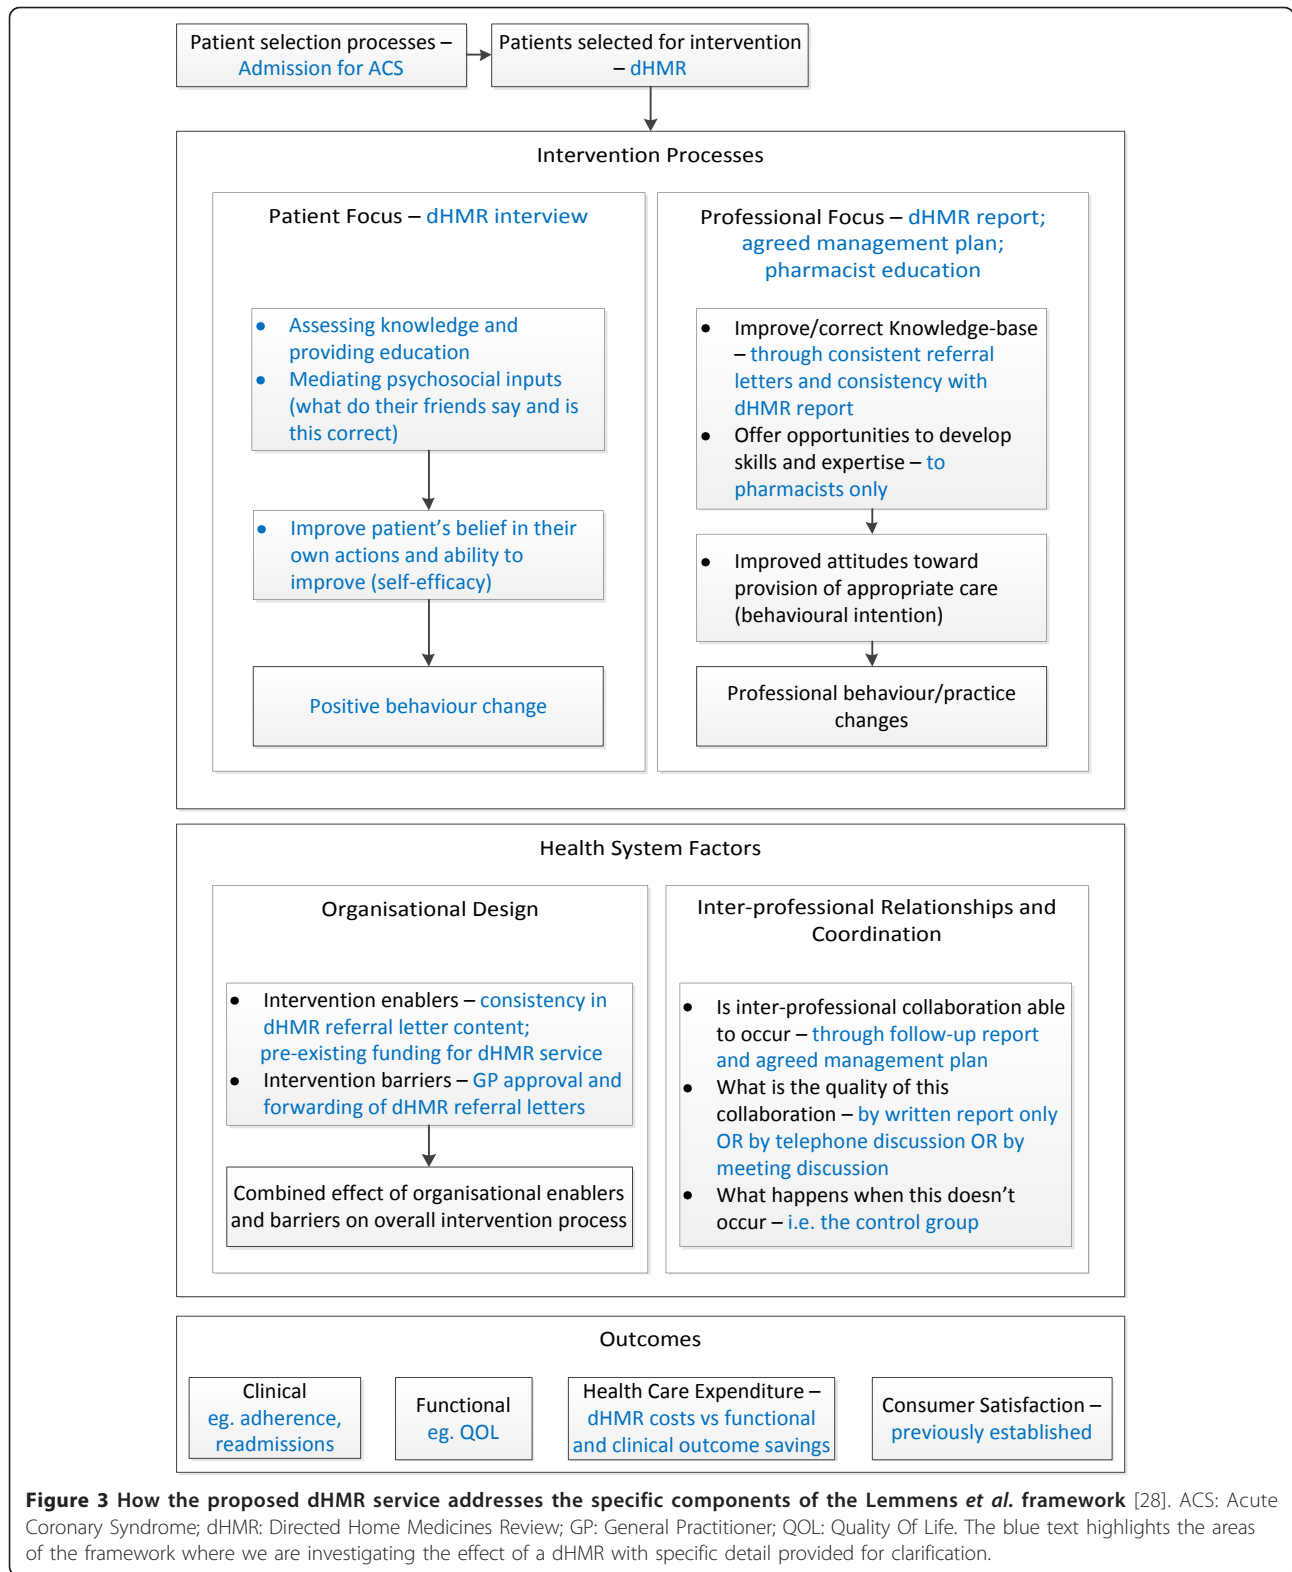 Patient selection processes –
Admission for ACS
Patients selected for intervention
– dHMR
Intervention Processes
Patient Focus – dHMR interview
● Assessing knowledge and
providing education
● Mediating psychosocial inputs
(what do their friends say and is
this correct)
● Improve patient’s belief in their
own actions and ability to
improve (self-efficacy)
Positive behaviour change
Professional Focus – dHMR report;
agreed management plan;
pharmacist education
● Improve/correct Knowledge-base
– through consistent referral
letters and consistency with
dHMR report
● Offer opportunities to develop
skills and expertise – to
pharmacists only
● Improved attitudes toward
provision of appropriate care
(behavioural intention)
Professional behaviour/practice
changes
Health System Factors
Organisational Design
● Intervention enablers – consistency in
dHMR referral letter content;
pre-existing funding for dHMR service
● Intervention barriers – GP approval and
forwarding of dHMR referral letters
Combined effect of organisational enablers
and barriers on overall intervention process
Inter-professional Relationships and
Coordination
● Is inter-professional collaboration able
to occur – through follow-up report
and agreed management plan
● What is the quality of this
collaboration – by written report only
OR by telephone discussion OR by
meeting discussion
● What happens when this doesn’t
occur – i.e. the control group
Outcomes
Clinical
eg. adherence,
readmissions
Functional
eg. QOL
Health Care Expenditure –
dHMR costs vs functional
and clinical outcome savings
Consumer Satisfaction –
previously established
Figure 3 How the proposed dHMR service addresses the specific components of the Lemmens et al. framework [28]. ACS: Acute
Coronary Syndrome; dHMR: Directed Home Medicines Review; GP: General Practitioner; QOL: Quality Of Life. The blue text highlights the areas
of the framework where we are investigating the effect of a dHMR with specific detail provided for clarification.